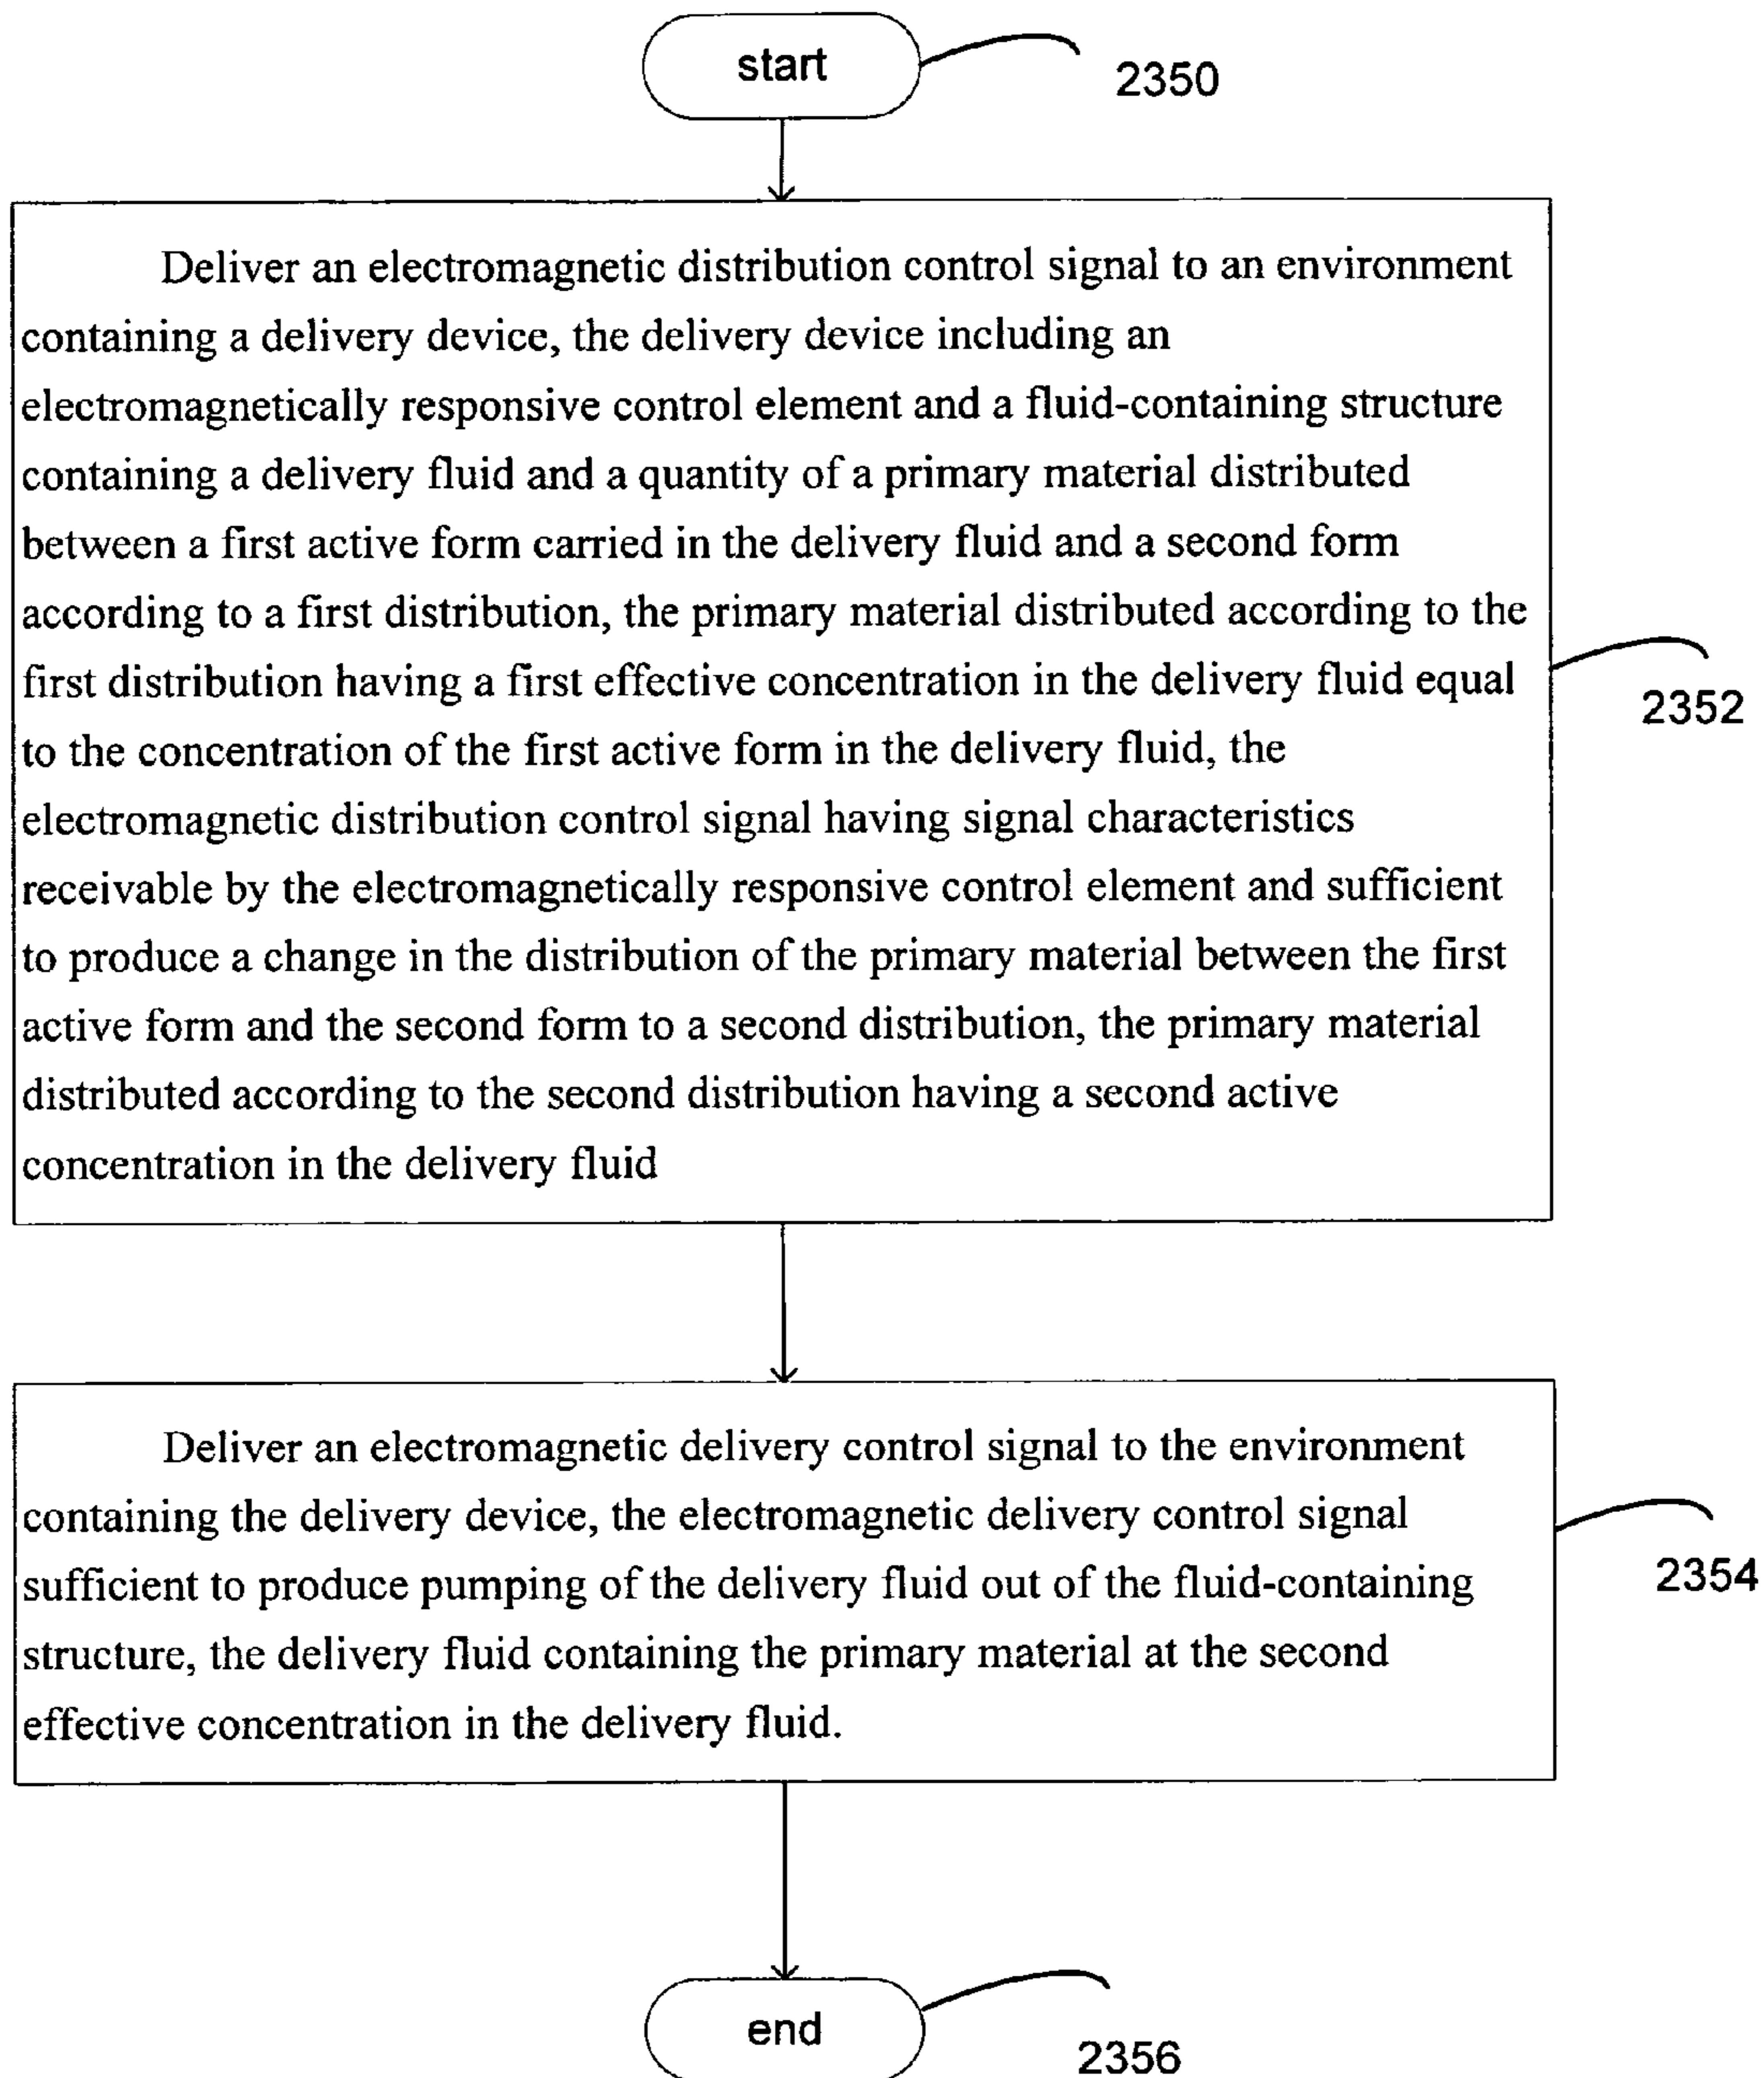 start
2350
Deliver an electromagnetic distribution control signal to an environment
containing a delivery device, the delivery device including an
electromagnetically responsive control element and a fluid-containing structure
containing a delivery fluid and a quantity of a primary material distributed
between a first active form carried in the delivery fluid and a second form
according to a first distribution, the primary material distributed according to the
first distribution having a first effective concentration in the delivery fluid equal
to the concentration of the first active form in the delivery fluid, the
electromagnetic distribution control signal having signal characteristics
receivable by the electromagnetically responsive control element and sufficient
to produce a change in the distribution of the primary material between the first
active form and the second form to a second distribution, the primary material
distributed according to the second distribution having a second active
concentration in the delivery fluid
2352
Deliver an electromagnetic delivery control signal to the environment
containing the delivery device, the electromagnetic delivery control signal
sufficient to produce pumping of the delivery fluid out of the fluid-containing
structure, the delivery fluid containing the primary material at the second
effective concentration in the delivery fluid.
2354
end
2356